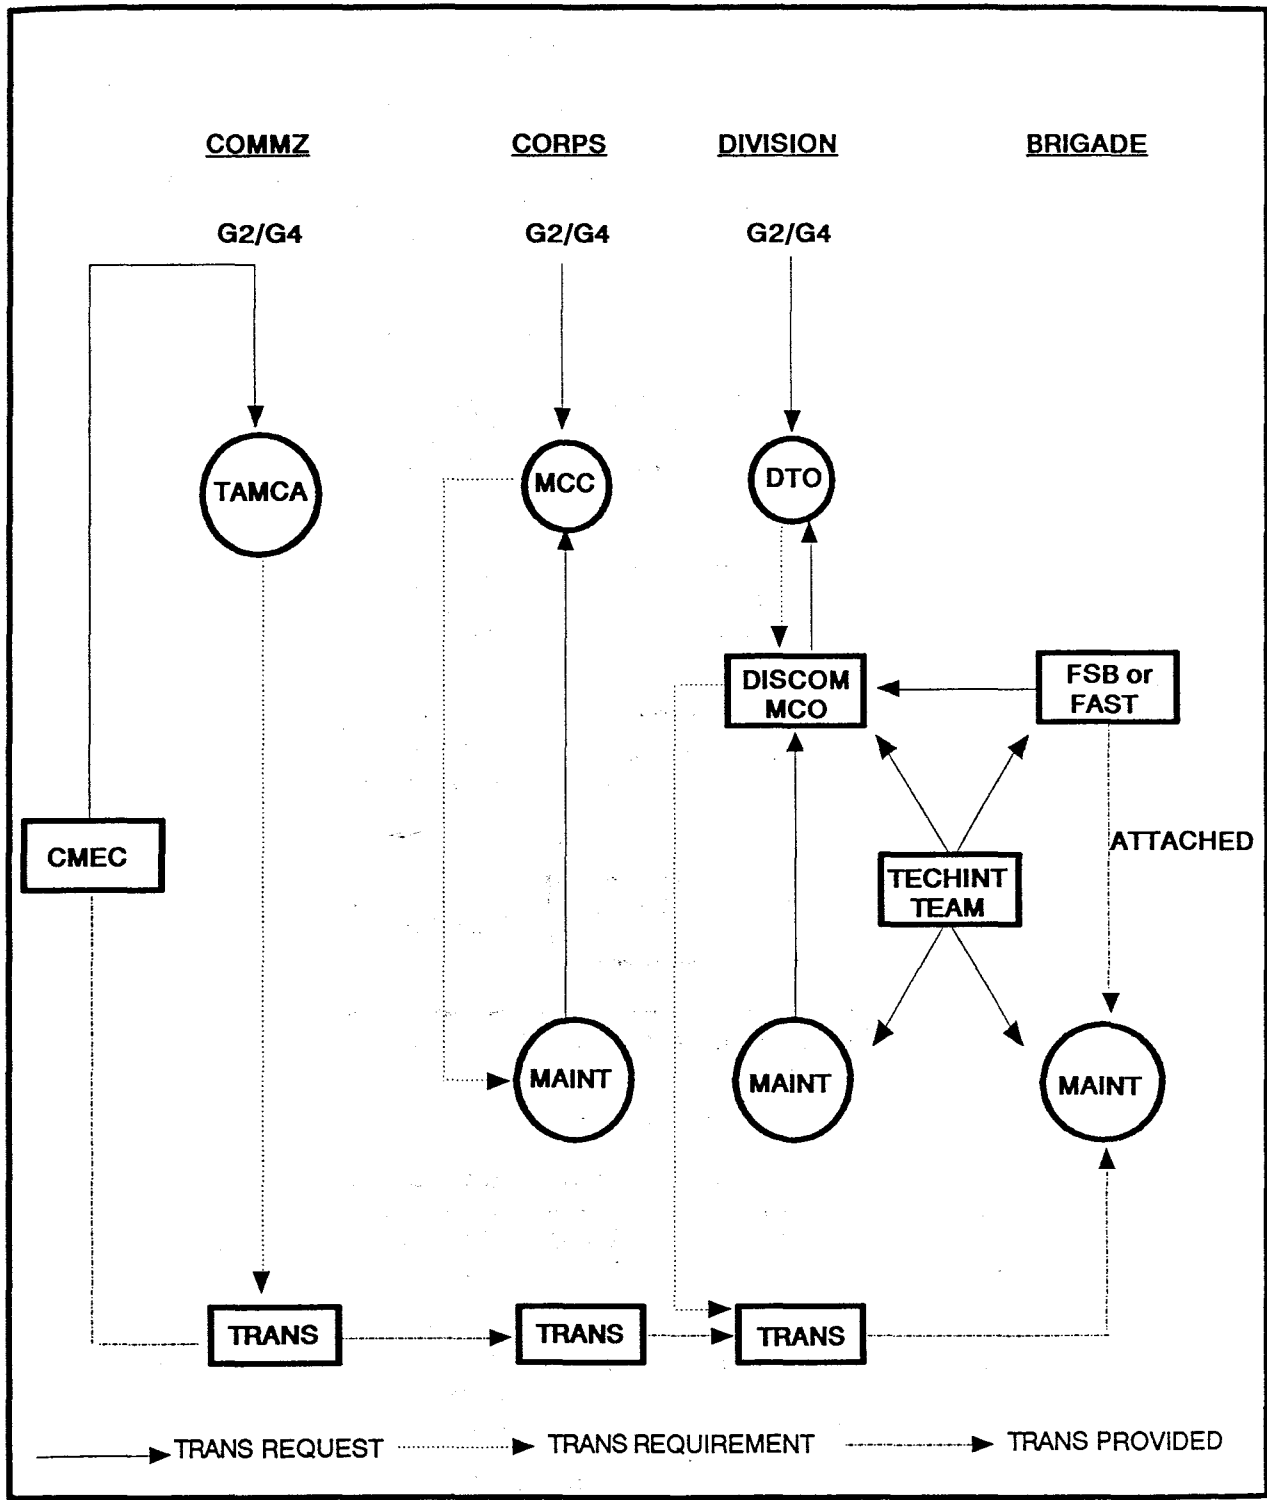 COMMZ CORPS DIVISION BRIGADE
G2/G4 G2/G4 G2/G4
TAMCA MCC DTO
DISCOM
MCO
FSB or
FAST
CMEC
ATTACHED
TECHINT
TEAM
MAINT MAINT MAINT
TRANS TRANS TRANS
TRANS REQUEST TRANS REQUIREMENT TRANS PROVIDED